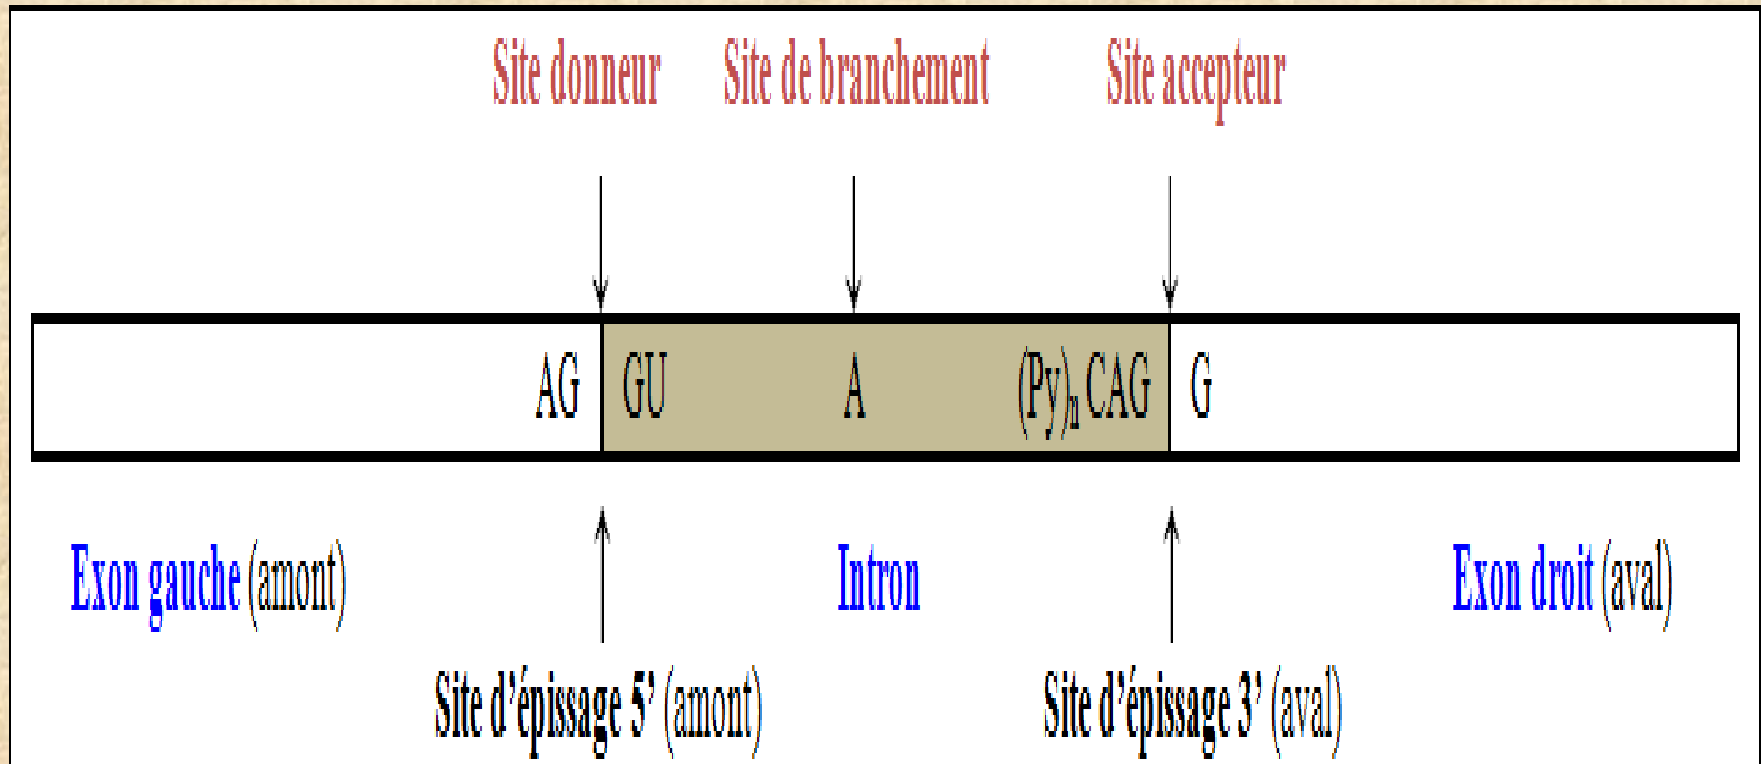 Site donneur Site de branchement Site accepteur
AG GU A (Py)n CAG G
Exon gauche (amont) Intron Exon droit (aval)
Site d’épissage 5’ (amont) Site d’épissage 3’ (aval)